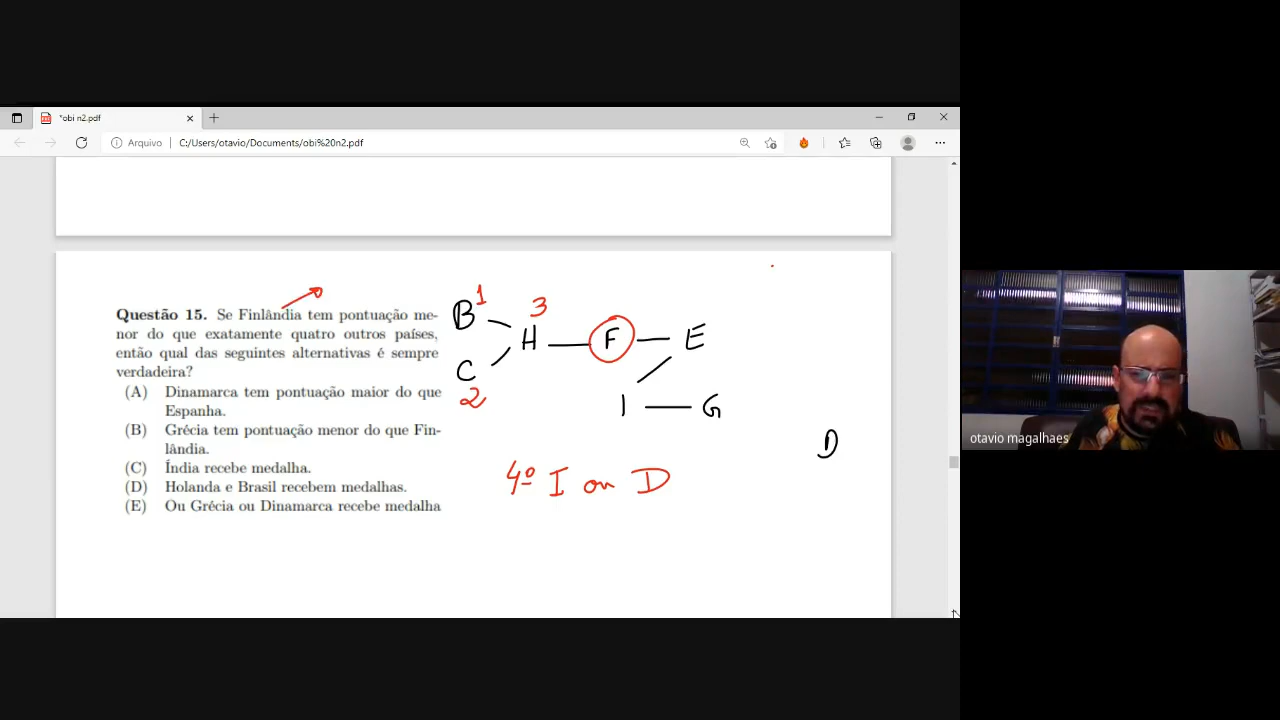 *obi n2.pdf
Arquivo
C:/Users/otavio/Documents/obi%20n2.pdf
Questão 15. Se Finlândia tem pontuação me-
nor do que exatamente quatro outros países,
então qual das seguintes alternativas é sempre
verdadeira?
(A) Dinamarca tem pontuação maior do que
Espanha.
(B) Grécia tem pontuação menor do que Fin-
lândia.
(C) Índia recebe medalha.
(D) Holanda e Brasil recebem medalhas.
(E) Ou Grécia ou Dinamarca recebe medalha
B 1
H 3
F
E
C 2
I
G
D
4º I ou D
otavio magalhaes